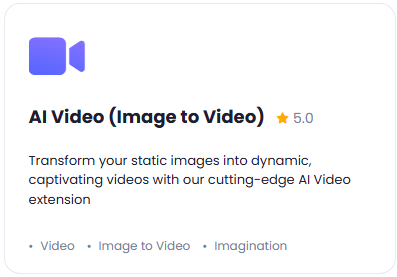 AI Video (Image to Video) ★ 5.0
Transform your static images into dynamic,
captivating videos with our cutting-edge AI Video
extension
• Video • Image to Video • Imagination